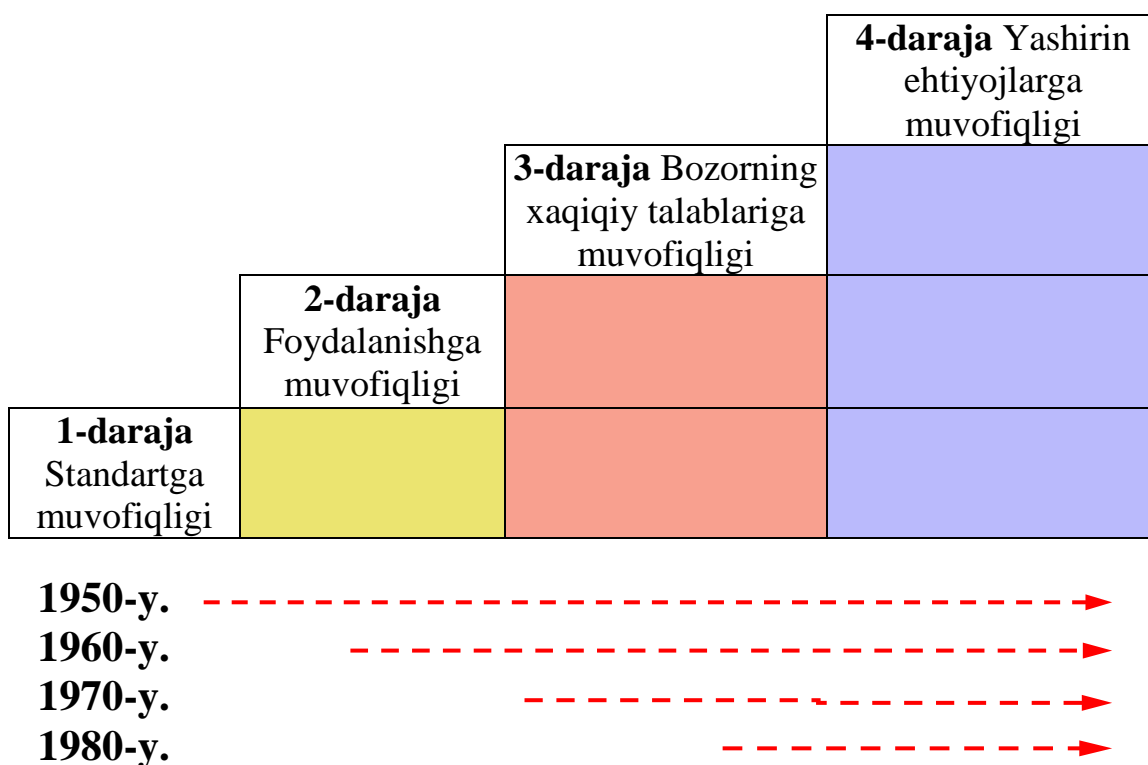 4-daraja Yashirin
ehtiyojlarga
muvofiqligi
3-daraja Bozorning
xaqiqiy talablariga
muvofiqligi
2-daraja
Foydalanishga
muvofiqligi
1-daraja
Standartga
muvofiqligi
1950-y.
1960-y.
1970-y.
1980-y.